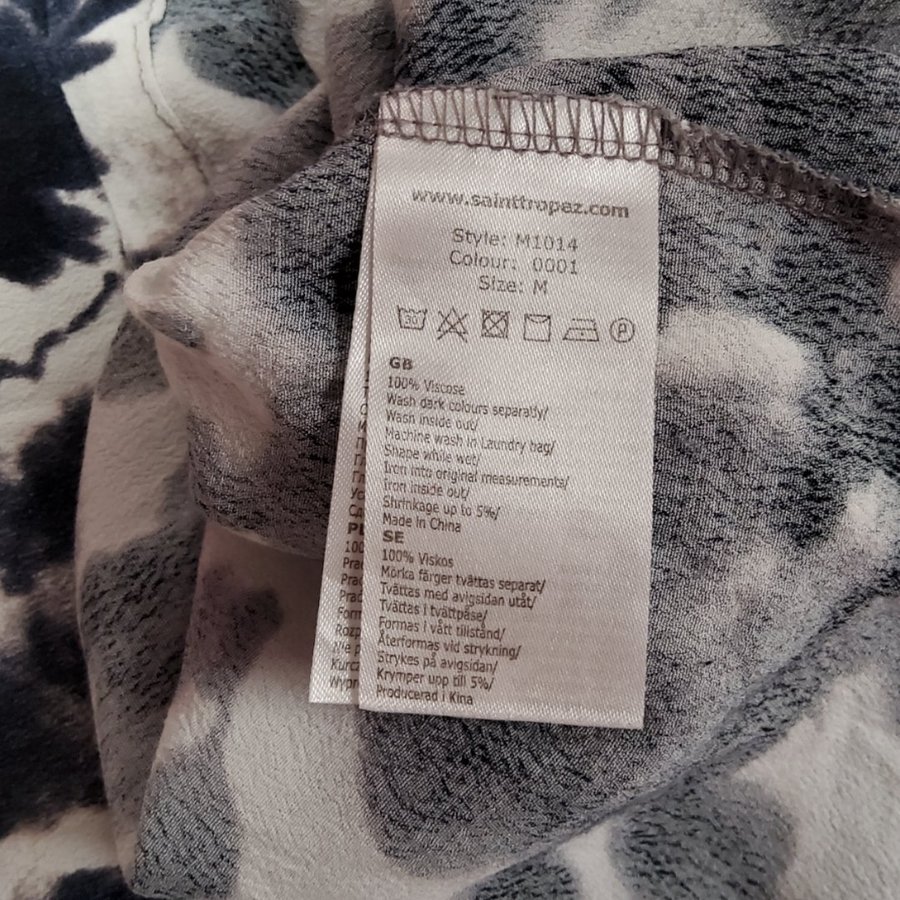 www.sainttropez.com
Style: M1014
Colour: 0001
Size: M
P
GB
100% Viscose
Wash dark colours separatly/
Wash inside out/
Machine wash in Laundry bag/
Shape while wet/
Iron into original measurements/
Iron inside out/
Shrinkage up to 5%/
Made in China
SE
100% Viskos
Mörka färger tvättas separat/
Tvättas med avigsidan utåt/
Tvättas i tvättpåse/
Formas i vått tillstånd/
Återformas vid strykning/
Strykes på avigsidan/
Krymper upp till 5%/
Producerad i Kina
PL